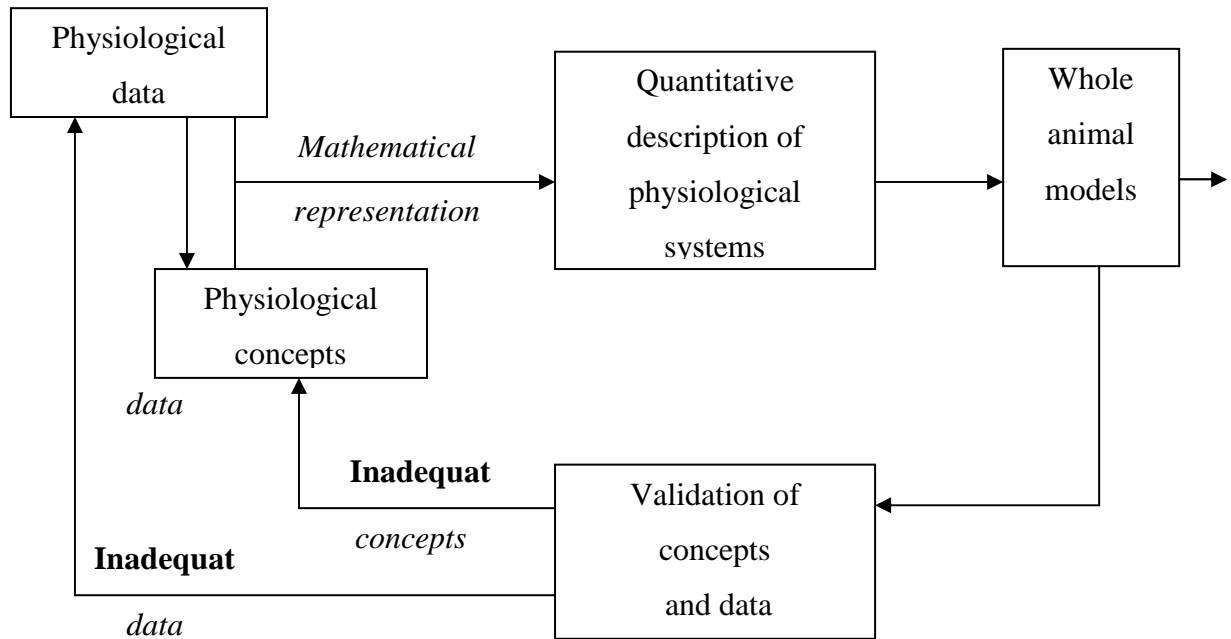 Physiological
data
Mathematical
representation
Quantitative
description of
physiological
systems
Whole
animal
models
Physiological
concepts
data
Inadequat
concepts
Inadequat
data
Validation of
concepts
and data